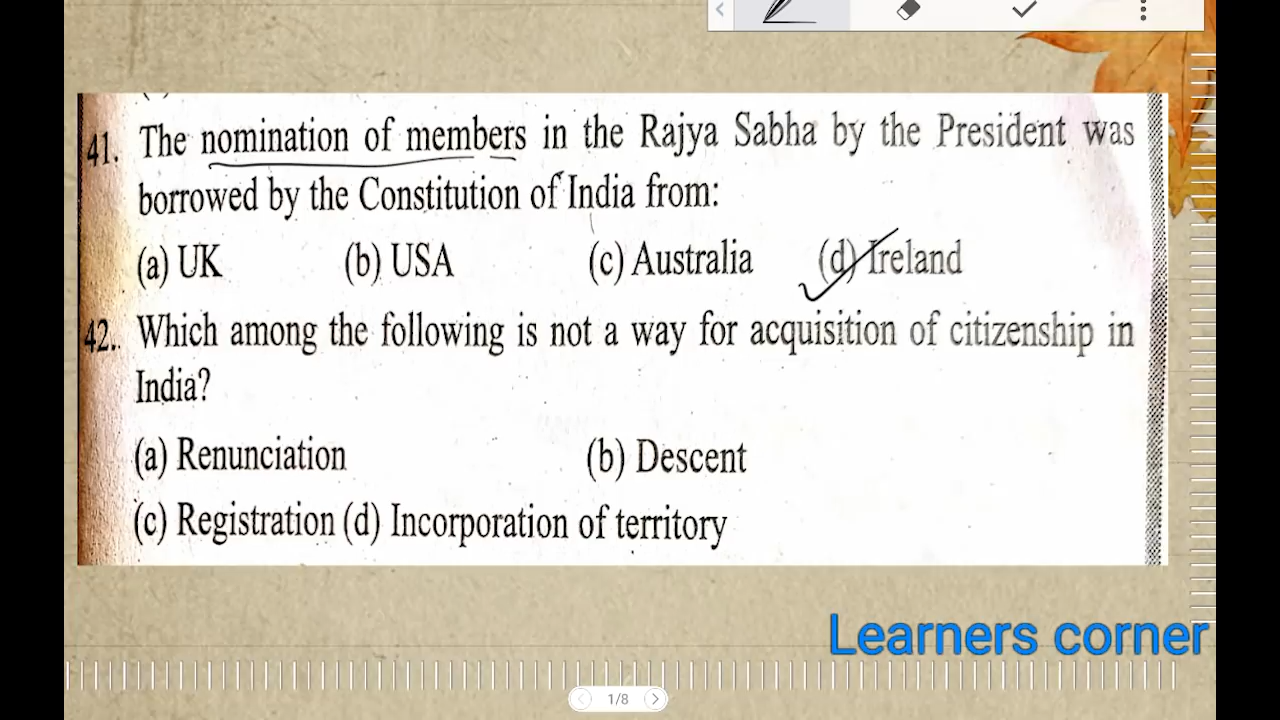 41. The nomination of members in the Rajya Sabha by the President was
borrowed by the Constitution of India from:
(a) UK (b) USA (c) Australia (d) Ireland
42. Which among the following is not a way for acquisition of citizenship in
India?
(a) Renunciation (b) Descent
(c) Registration (d) Incorporation of territory
Learners corner
1/8